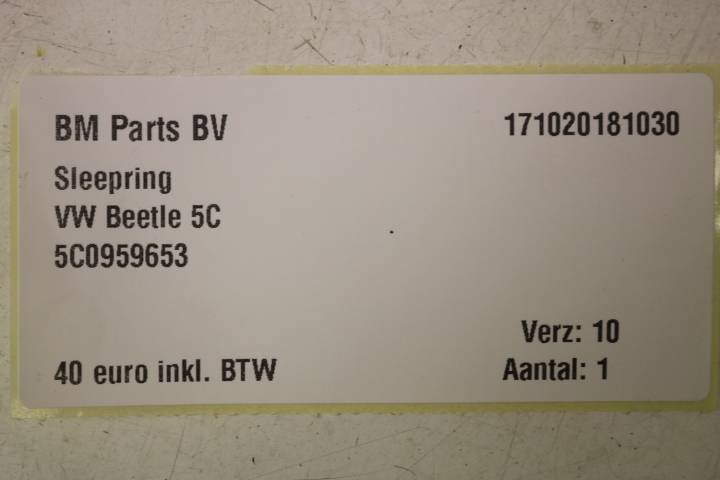 BM Parts BV 171020181030
Sleepring
VW Beetle 5C
5C0959653
Verz: 10
40 euro inkl. BTW Aantal: 1